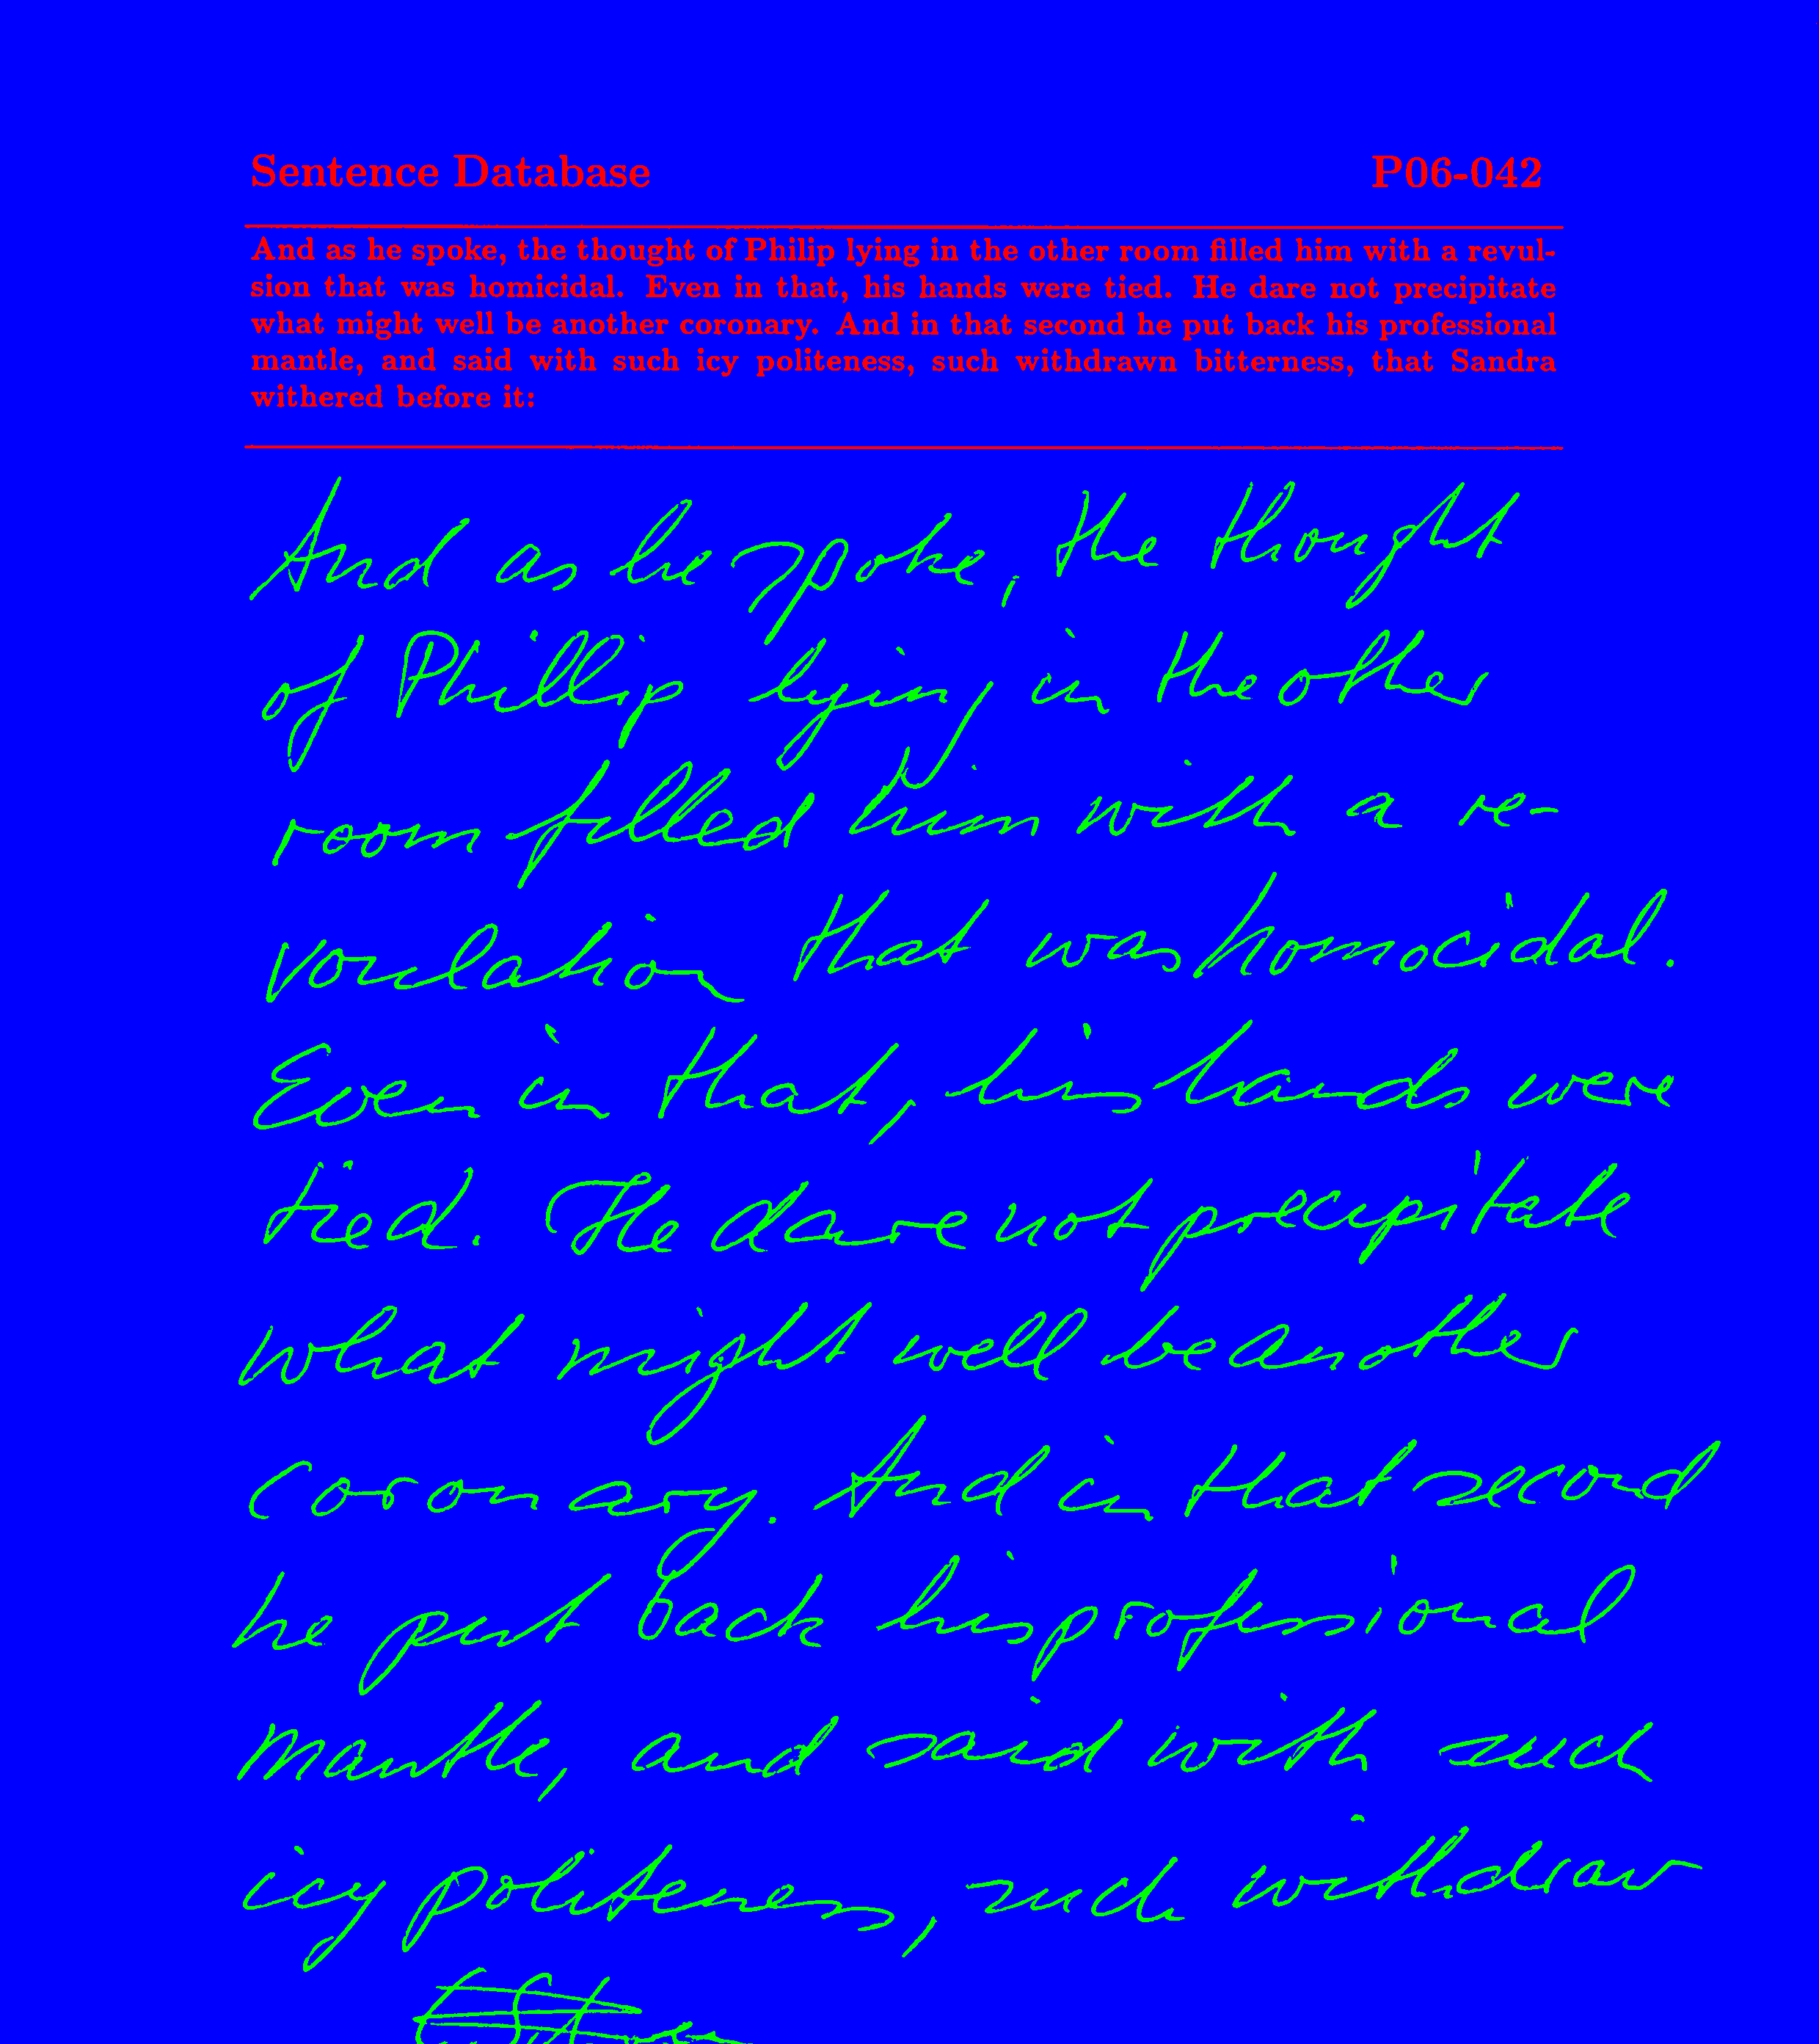 Sentence Database P06-042
And as he spoke, the thought of Philip lying in the other room filled him with a revul-
sion that was homicidal. Even in that, his hands were tied. He dare not precipitate
what might well be another coronary. And in that second he put back his professional
mantle, and said with such icy politeness, such withdrawn bitterness, that Sandra
withered before it:
And as he spoke, the thought
of Phillip lying in the other
room filled him with a re-
voulation that was homocidal.
Even in that, his hands were
tied. He dare not precipitate
what might well be another
coronary. And in that second
he put back his professional
mantle, and said with such
icy politeness, such withdraw